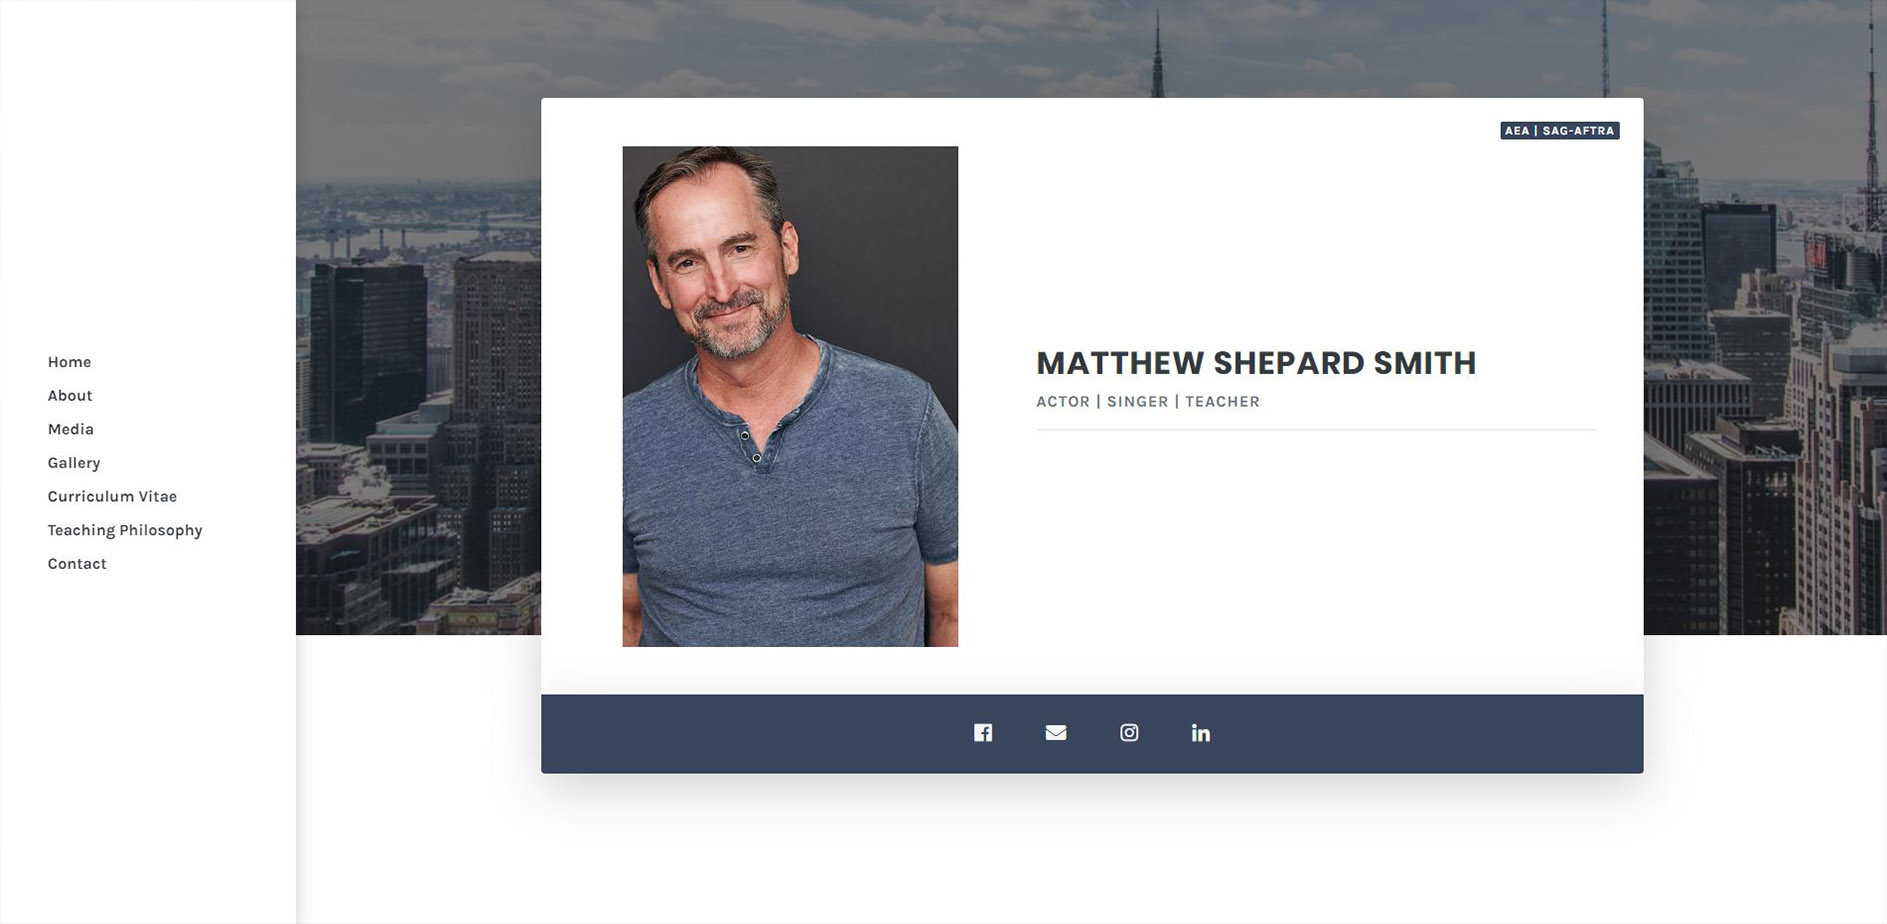 Home
About
Media
Gallery
Curriculum Vitae
Teaching Philosophy
Contact
AEA | SAG-AFTRA
MATTHEW SHEPARD SMITH
ACTOR | SINGER | TEACHER